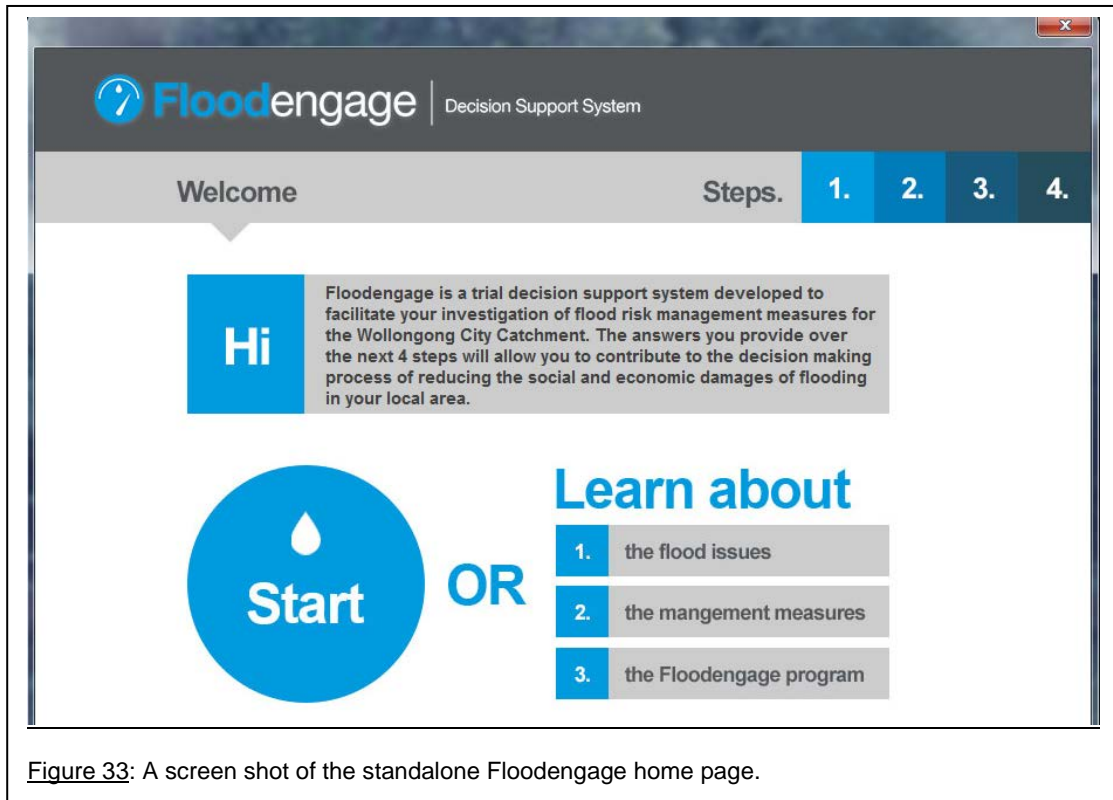 x
Floodengage | Decision Support System
Welcome
Steps. 1. 2. 3. 4.
Hi
Floodengage is a trial decision support system developed to
facilitate your investigation of flood risk management measures for
the Wollongong City Catchment. The answers you provide over
the next 4 steps will allow you to contribute to the decision making
process of reducing the social and economic damages of flooding
in your local area.
Start
OR
Learn about
1. the flood issues
2. the mangement measures
3. the Floodengage program
Figure 33: A screen shot of the standalone Floodengage home page.